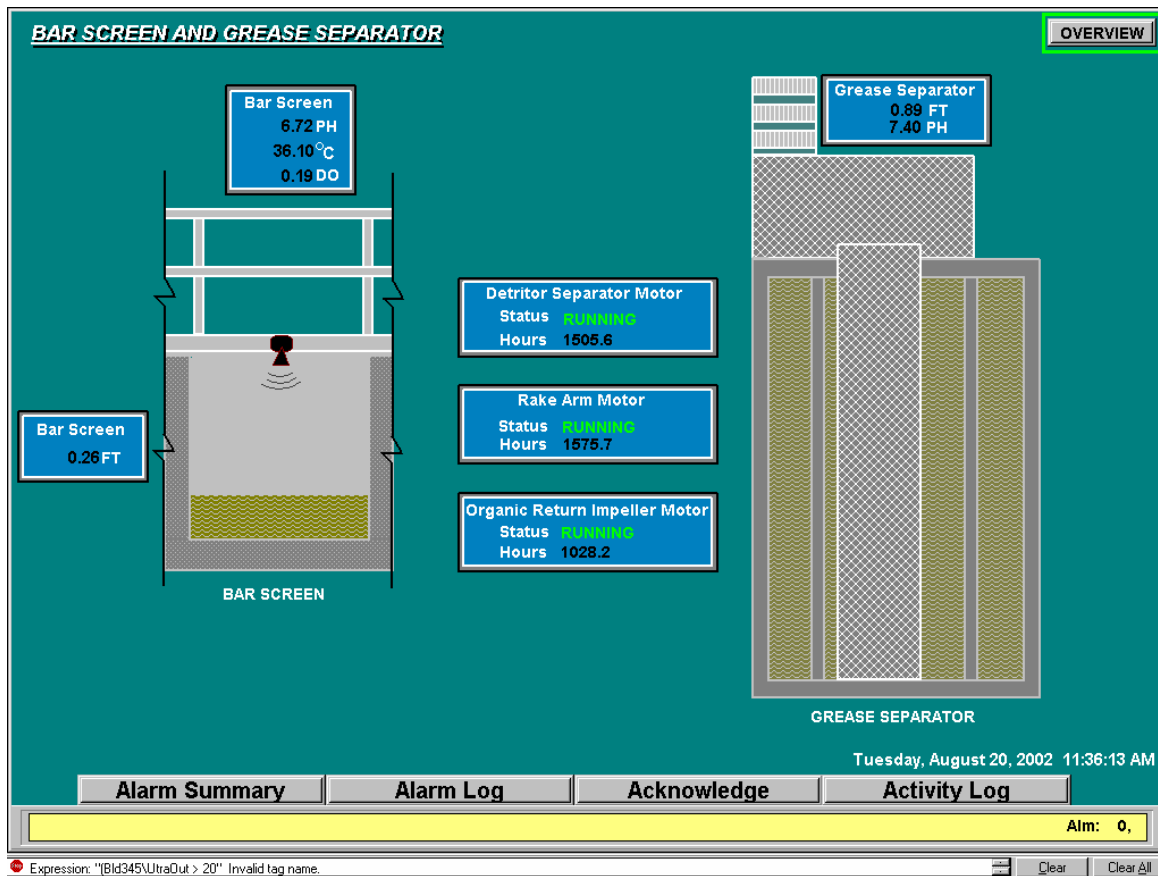 BAR SCREEN AND GREASE SEPARATOR
OVERVIEW
Bar Screen
6.72 PH
36.10°C
0.19 DO
Grease Separator
0.89 FT
7.40 PH
Detritor Separator Motor
Status RUNNING
Hours 1505.6
Rake Arm Motor
Status RUNNING
Hours 1575.7
Bar Screen
0.26 FT
Organic Return Impeller Motor
Status RUNNING
Hours 1028.2
BAR SCREEN
GREASE SEPARATOR
Tuesday, August 20, 2002 11:36:13 AM
Alarm Summary
Alarm Log
Acknowledge
Activity Log
Alm: 0,
Expression: "(Bld345\UtraOut > 20" Invalid tag name.
Clear
Clear All